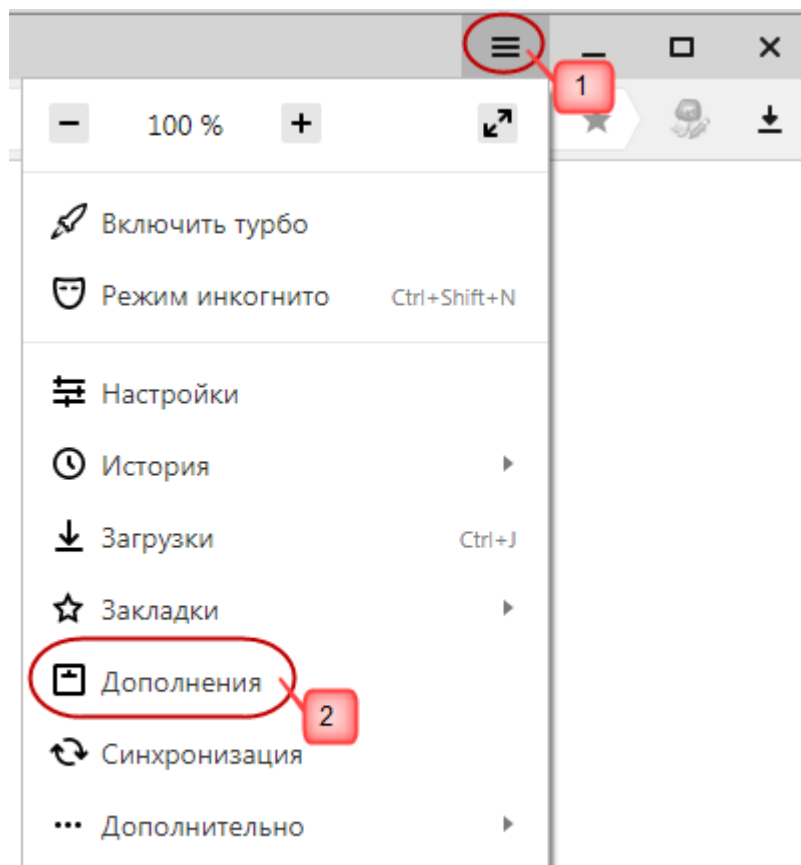 1
100 %
Включить турбо
Режим инкогнито Ctrl+Shift+N
Настройки
История
Загрузки Ctrl+J
Закладки
Дополнения
2
Синхронизация
Дополнительно